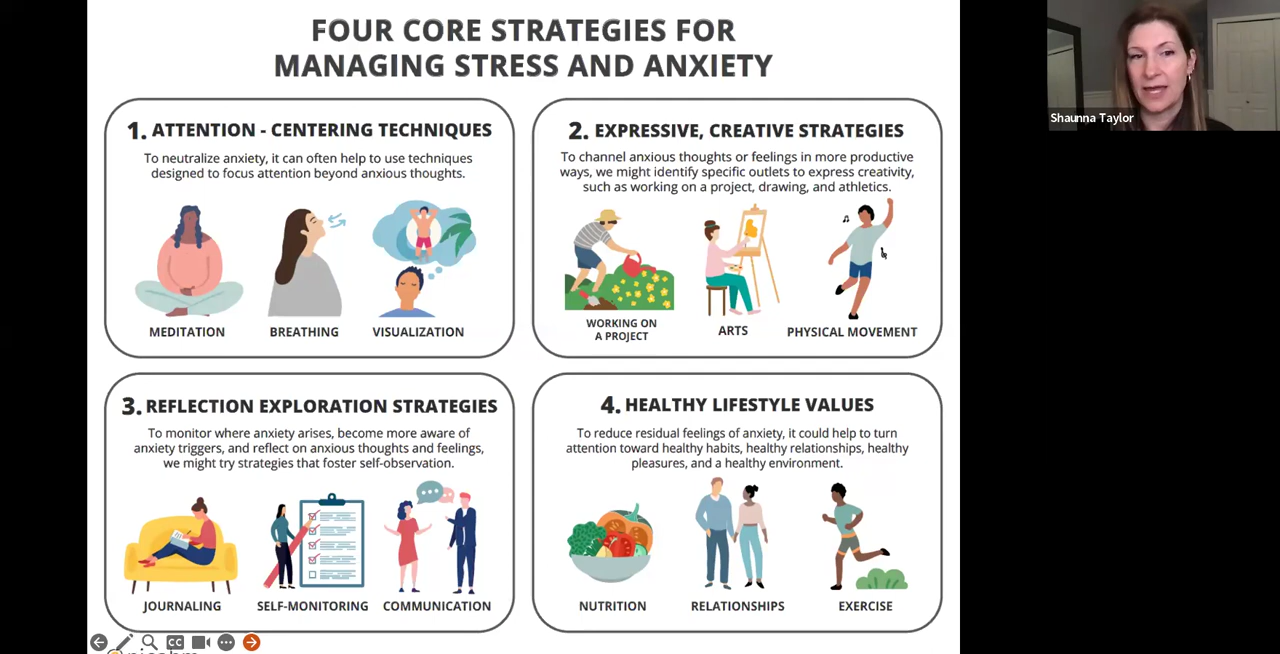 FOUR CORE STRATEGIES FOR
MANAGING STRESS AND ANXIETY
1. ATTENTION - CENTERING TECHNIQUES
To neutralize anxiety, it can often help to use techniques
designed to focus attention beyond anxious thoughts.
MEDITATION
BREATHING
VISUALIZATION
2. EXPRESSIVE, CREATIVE STRATEGIES
To channel anxious thoughts or feelings in more productive
ways, we might identify specific outlets to express creativity,
such as working on a project, drawing, and athletics.
WORKING ON
A PROJECT
ARTS
PHYSICAL MOVEMENT
3. REFLECTION EXPLORATION STRATEGIES
To monitor where anxiety arises, become more aware of
anxiety triggers, and reflect on anxious thoughts and feelings,
we might try strategies that foster self-observation.
JOURNALING
SELF-MONITORING
COMMUNICATION
4. HEALTHY LIFESTYLE VALUES
To reduce residual feelings of anxiety, it could help to turn
attention toward healthy habits, healthy relationships, healthy
pleasures, and a healthy environment.
NUTRITION
RELATIONSHIPS
EXERCISE
CC
Shaunna Taylor